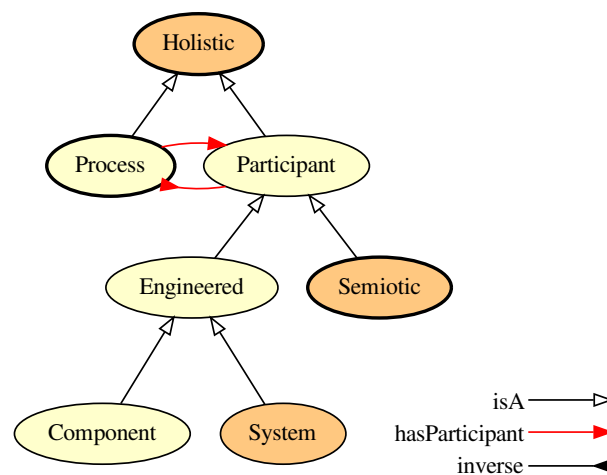 Holistic
Process
Participant
Engineered
Semiotic
Component
System
isA
hasParticipant
inverse